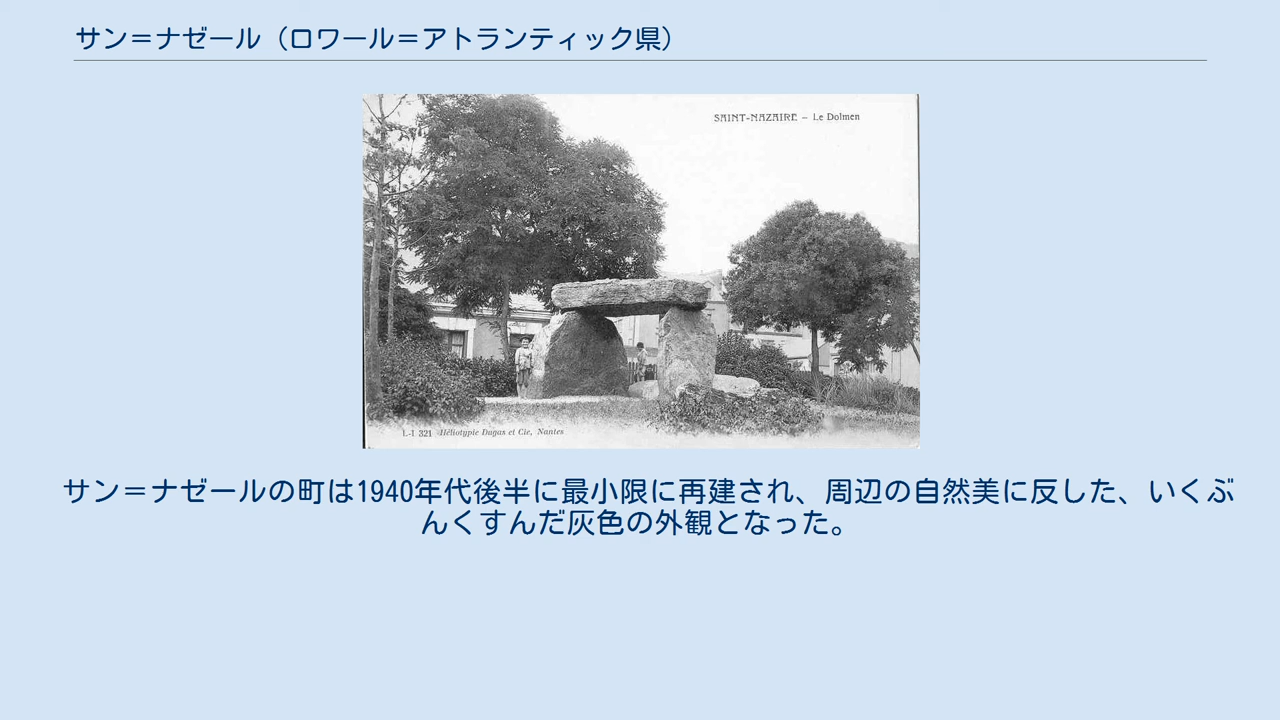 サン＝ナゼール（ロワール＝アトランティック県）
SAINT-NAZAIRE – Le Dolmen
L-I 321 Héliotypie Dugas et Cie, Nantes
サン＝ナゼールの町は1940年代後半に最小限に再建され、周辺の自然美に反した、いくぶ
んくすんだ灰色の外観となった。